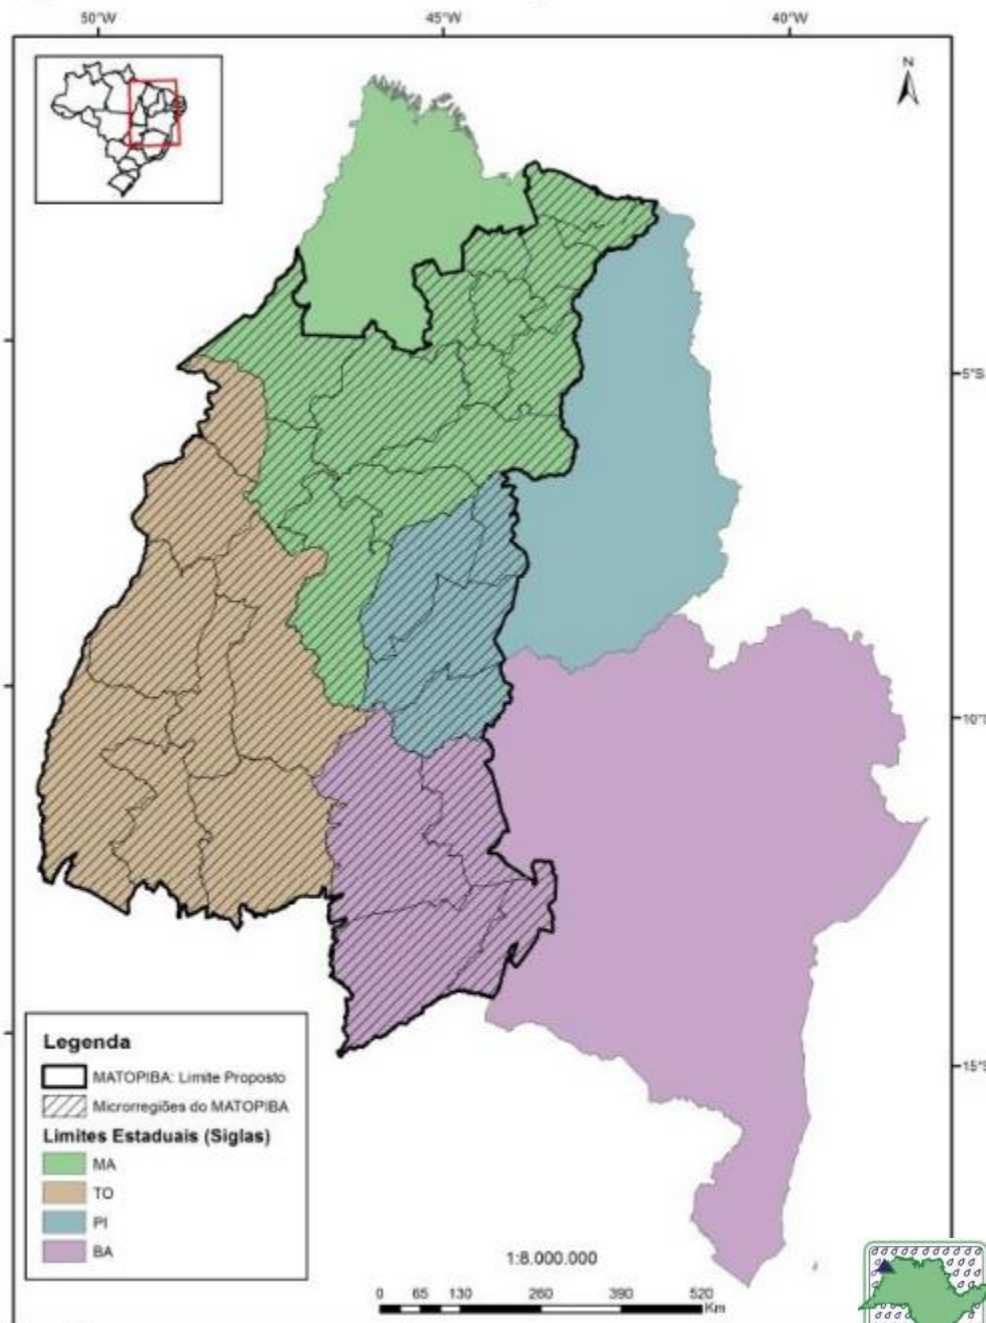 50°W 45°W 40°W
N
5°S
10°S
15°S
Legenda
MATOPIBA: Limite Proposto
Microrregiões do MATOPIBA
Limites Estaduais (Siglas)
MA
TO
PI
BA
1:8.000.000
0 65 130 260 390 520
Km